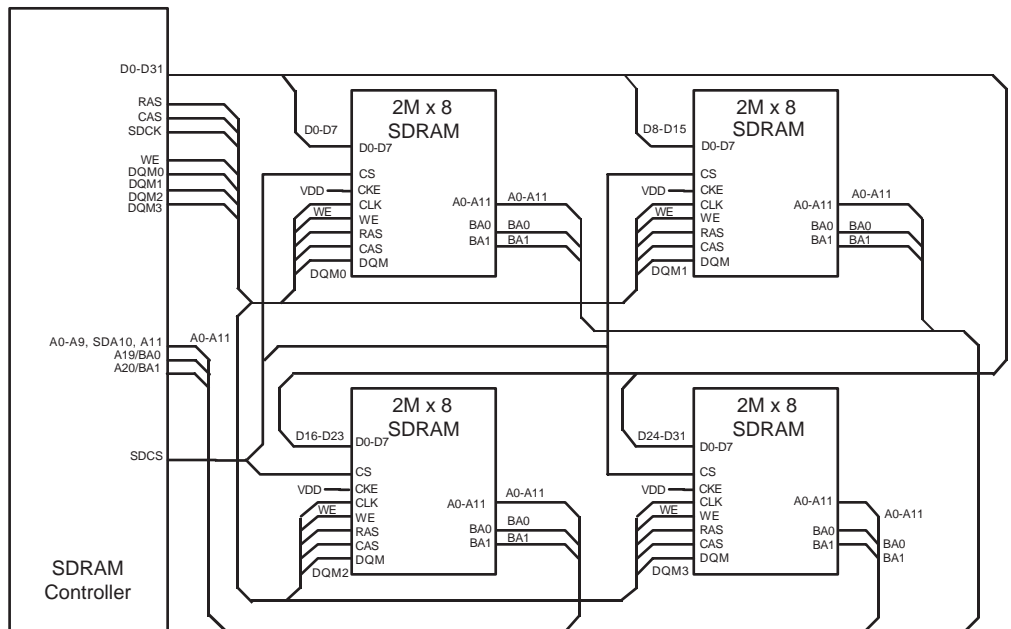 D0-D31
RAS
CAS
SDCK
WE
DQM0
DQM1
DQM2
DQM3
A0-A9, SDA10, A11
A19/BA0
A20/BA1
A0-A11
SDCS
SDRAM
Controller
2M x 8
SDRAM
D0-D7
D0-D7
CS
VDD
CKE
CLK
WE
WE
RAS
CAS
DQM
DQM0
A0-A11
A0-A11
BA0
BA0
BA1
BA1
2M x 8
SDRAM
D8-D15
D0-D7
CS
VDD
CKE
CLK
WE
WE
RAS
CAS
DQM
DQM1
A0-A11
A0-A11
BA0
BA0
BA1
BA1
2M x 8
SDRAM
D16-D23
D0-D7
CS
VDD
CKE
CLK
WE
WE
RAS
CAS
DQM
DQM2
A0-A11
A0-A11
BA0
BA0
BA1
BA1
2M x 8
SDRAM
D24-D31
D0-D7
CS
VDD
CKE
CLK
WE
WE
RAS
CAS
DQM
DQM3
A0-A11
A0-A11
BA0
BA0
BA1
BA1